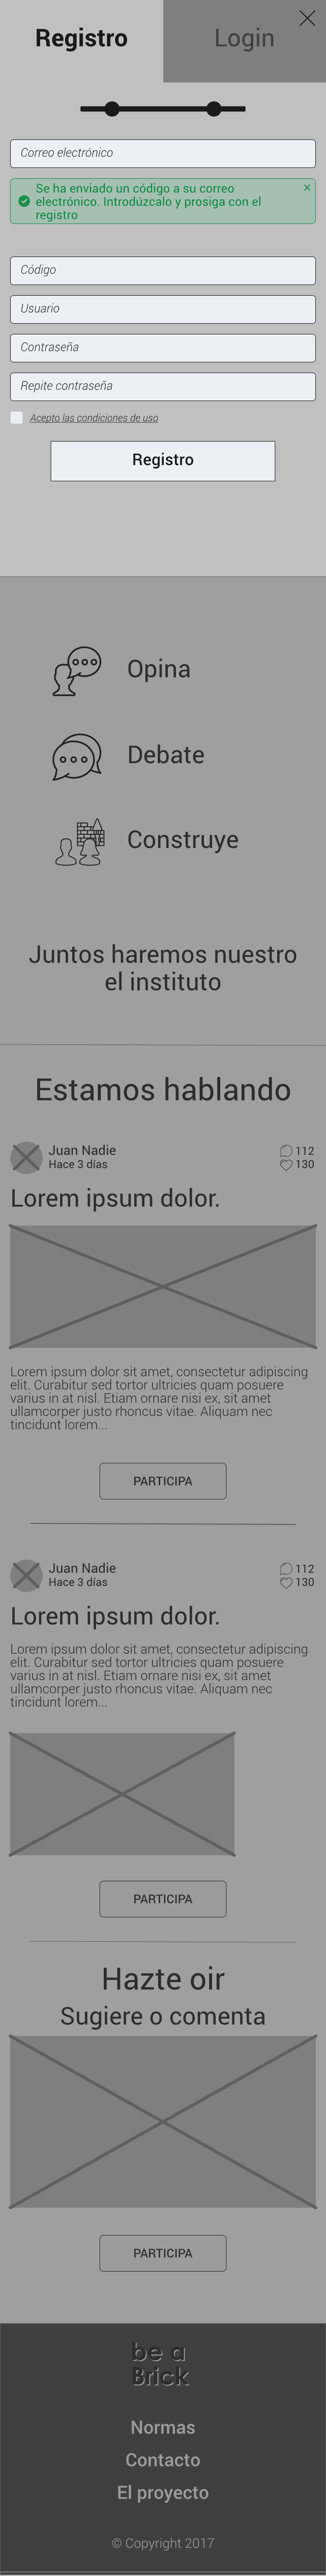 Registro
Login
Correo electrónico
Se ha enviado un código a su correo
electrónico. Introdúzcalo y prosiga con el
registro
Código
Usuario
Contraseña
Repite contraseña
Acepto las condiciones de uso
Registro
Opina
Debate
Construye
Juntos haremos nuestro
el instituto
Estamos hablando
Juan Nadie
112
Hace 3 días
130
Lorem ipsum dolor.
Lorem ipsum dolor sit amet, consectetur adipiscing
elit. Curabitur sed tortor ultricies quam posuere
varius in at nisl. Etiam ornare nisi ex, sit amet
ullamcorper justo rhoncus vitae. Aliquam nec
tincidunt lorem...
PARTICIPA
Juan Nadie
112
Hace 3 días
130
Lorem ipsum dolor.
Lorem ipsum dolor sit amet, consectetur adipiscing
elit. Curabitur sed tortor ultricies quam posuere
varius in at nisl. Etiam ornare nisi ex, sit amet
ullamcorper justo rhoncus vitae. Aliquam nec
tincidunt lorem...
PARTICIPA
Hazte oir
Sugiere o comenta
PARTICIPA
be a
Brick
Normas
Contacto
El proyecto
© Copyright 2017